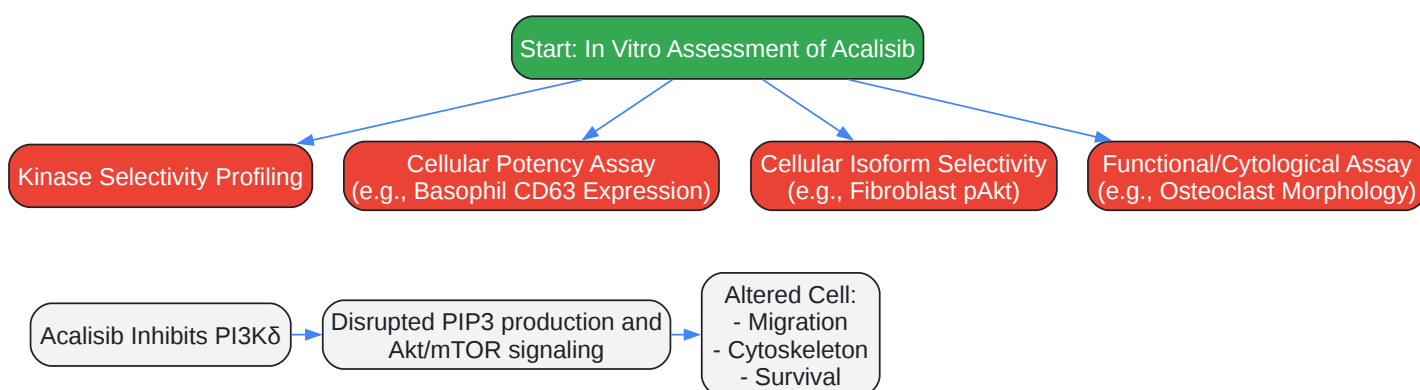 Start: In Vitro Assessment of Acalisib
Kinase Selectivity Profiling
Cellular Potency Assay
(e.g., Basophil CD63 Expression)
Cellular Isoform Selectivity
(e.g., Fibroblast pAkt)
Functional/Cytological Assay
(e.g., Osteoclast Morphology)
Acalisib Inhibits PI3Kδ
Disrupted PIP3 production and
Akt/mTOR signaling
Altered Cell:
- Migration
- Cytoskeleton
- Survival